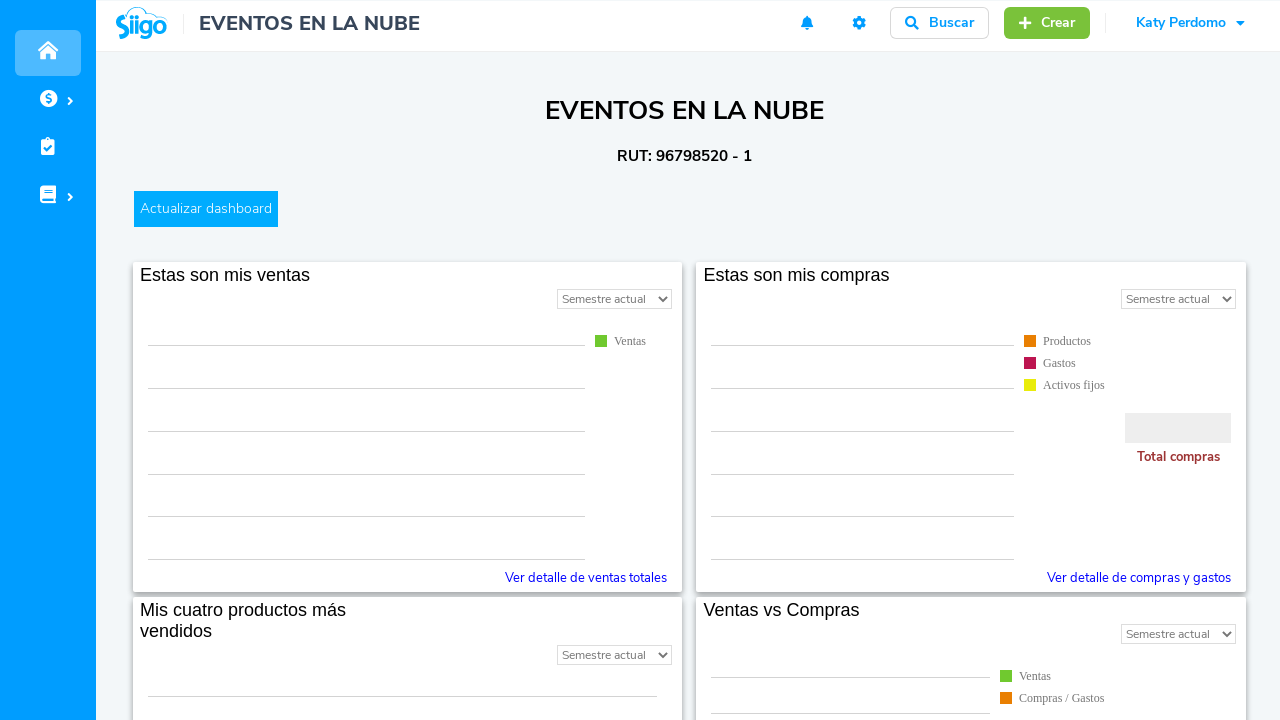 Siigo
EVENTOS EN LA NUBE
Buscar
Crear
Katy Perdomo
EVENTOS EN LA NUBE
RUT: 96798520 - 1
Actualizar dashboard
Estas son mis ventas
Semestre actual
Ventas
Ver detalle de ventas totales
Estas son mis compras
Semestre actual
Productos
Gastos
Activos fijos
Total compras
Ver detalle de compras y gastos
Mis cuatro productos más
vendidos
Semestre actual
Ventas vs Compras
Semestre actual
Ventas
Compras / Gastos